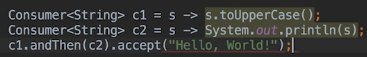 Consumer<String> c1 = s -> s.toUpperCase();
Consumer<String> c2 = s -> System.out.println(s);
c1.andThen(c2).accept("Hello, World!");